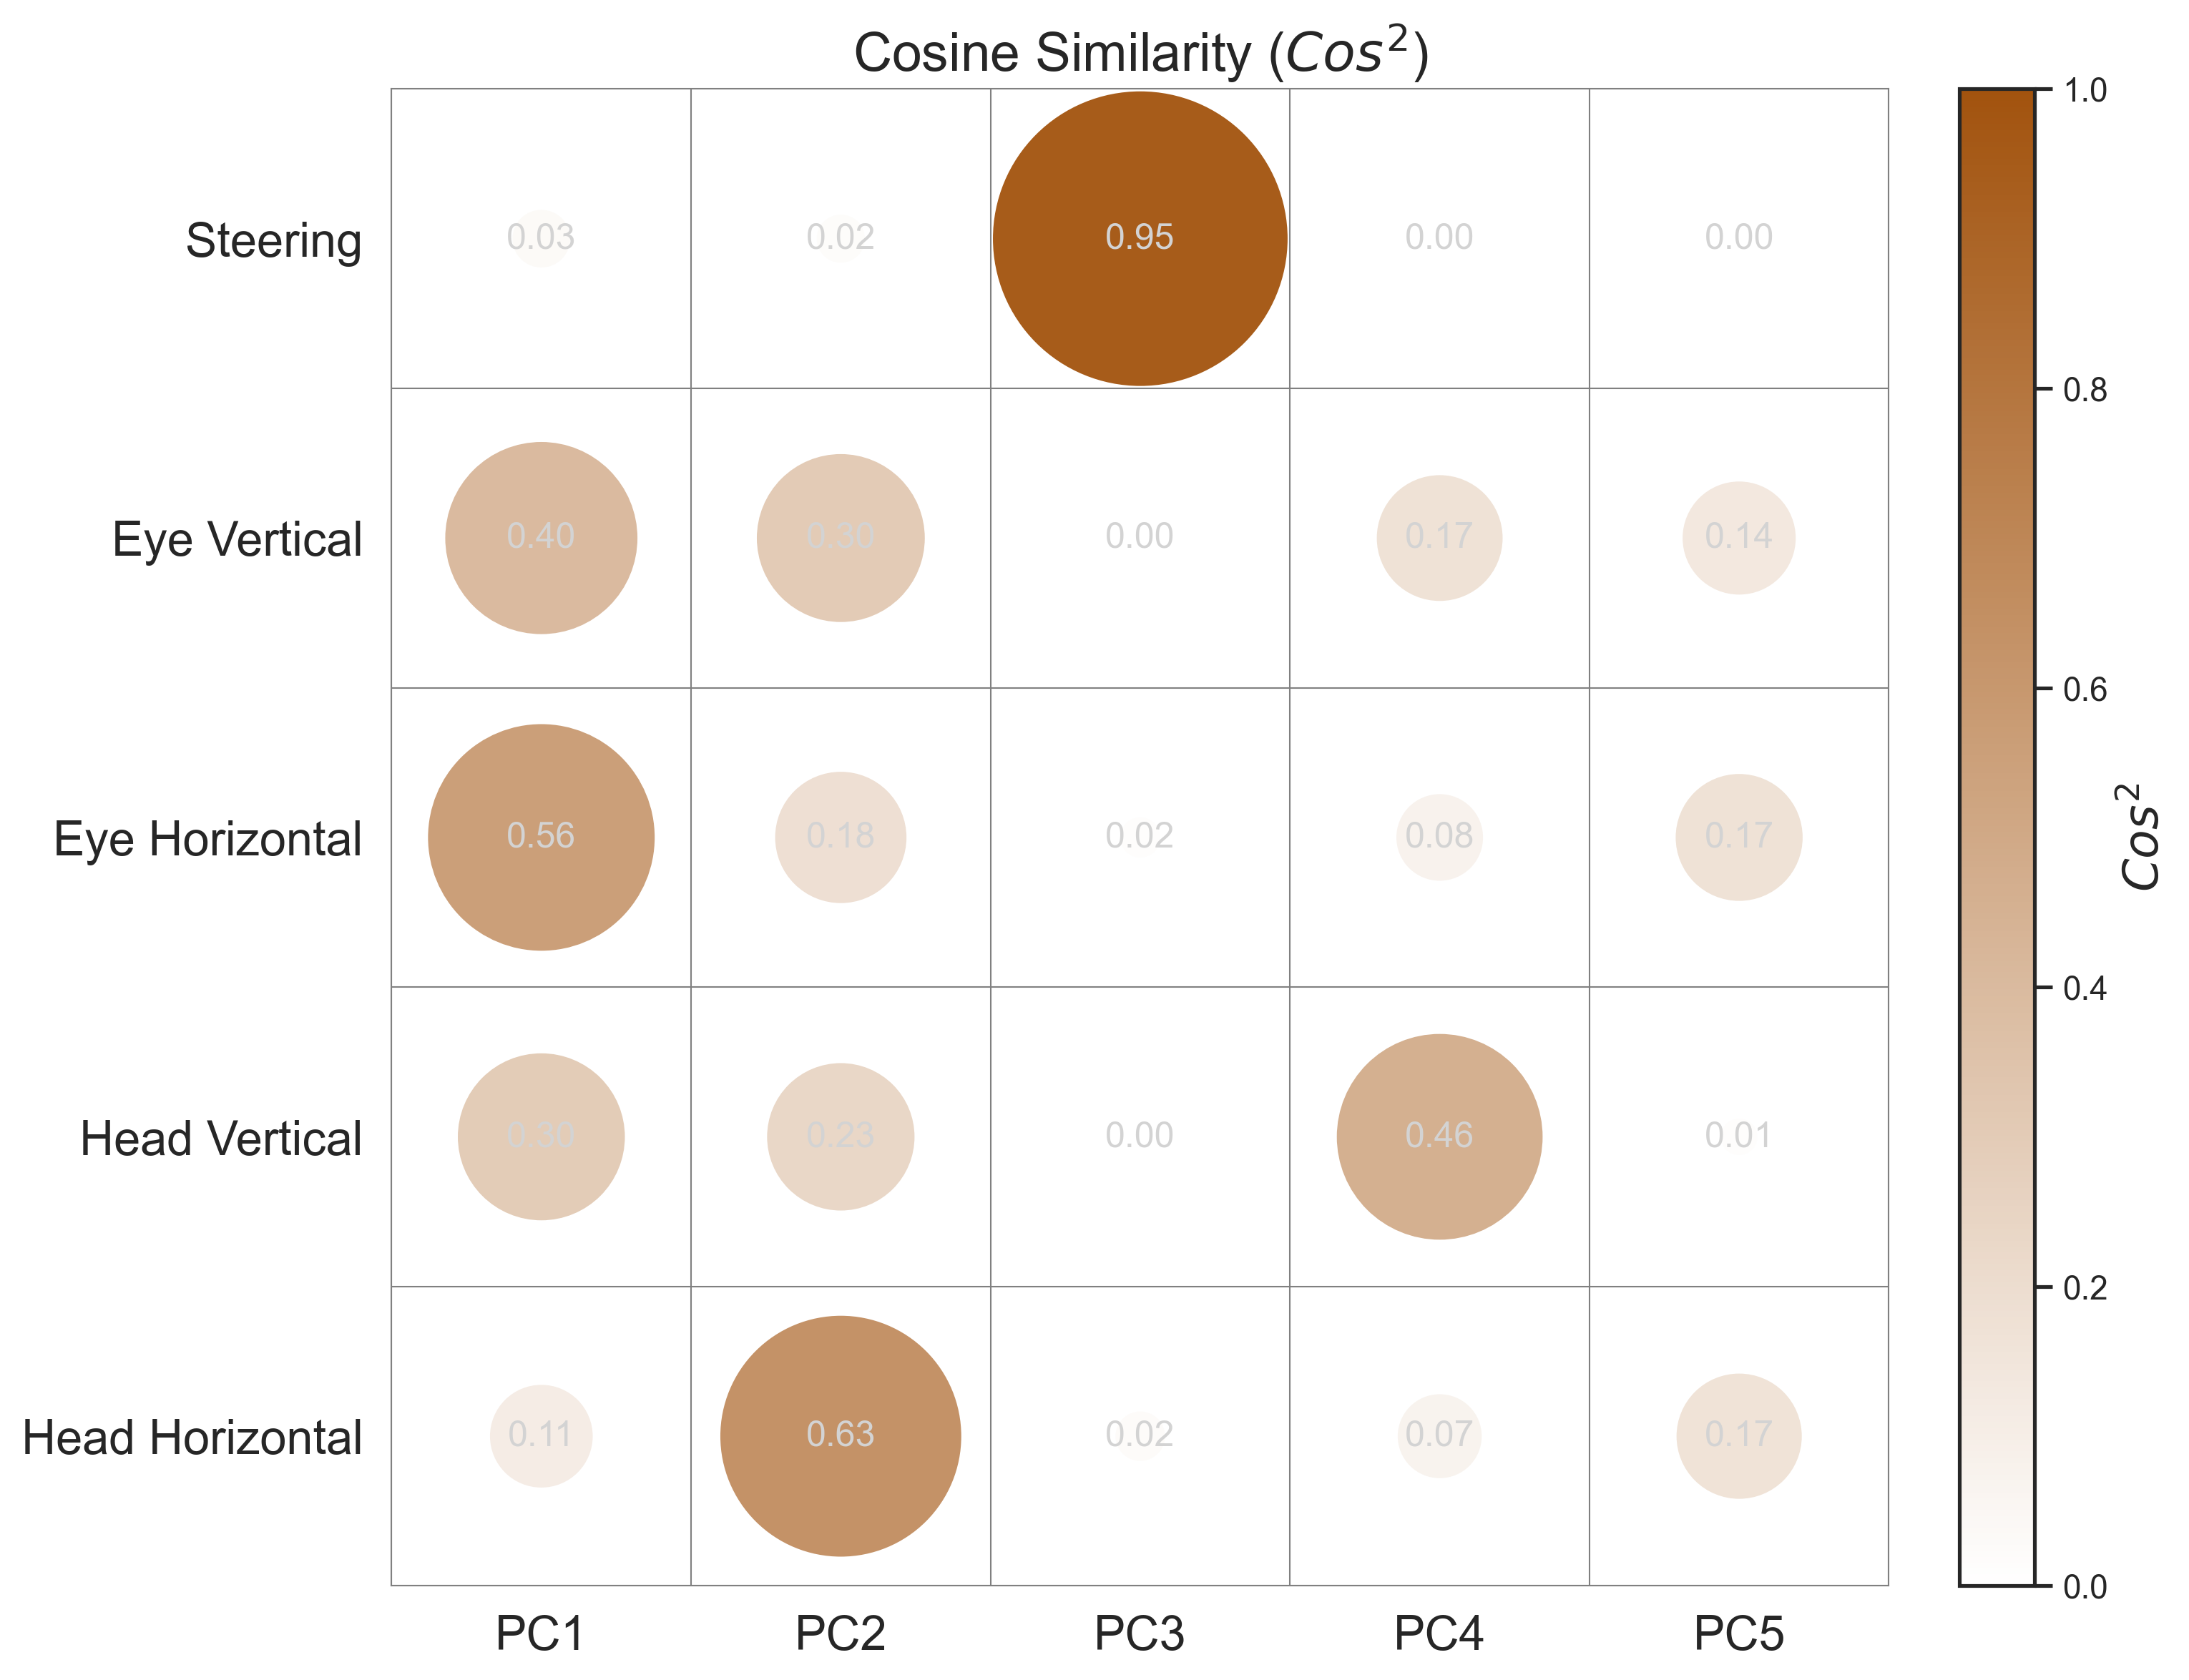 Cosine Similarity (Cos²)
Steering 0.03 0.02 0.95 0.00 0.00
Eye Vertical 0.40 0.30 0.00 0.17 0.14
Eye Horizontal 0.56 0.18 0.02 0.08 0.17
Head Vertical 0.30 0.23 0.00 0.46 0.01
Head Horizontal 0.11 0.63 0.02 0.07 0.17
PC1 PC2 PC3 PC4 PC5
1.0
0.8
0.6
0.4
0.2
0.0
Cos²